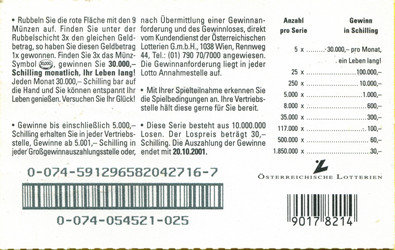 • Rubbeln Sie die rote Fläche mit den 9
Münzen auf. Finden Sie unter der
Rubbelschicht 3x den gleichen Geld-
betrag, so haben Sie diesen Geldbetrag
1x gewonnen. Finden Sie 3x das Münz-
Symbol, gewinnen Sie 30.000,–
Schilling monatlich, Ihr Leben lang!
Jeden Monat 30.000,– Schilling bar auf
die Hand und Sie können entspannt Ihr
Leben genießen. Versuchen Sie Ihr Glück!
• Gewinne bis einschließlich 5.000,–
Schilling erhalten Sie in jeder Vertriebs-
stelle, Gewinne ab 5.001,– Schilling in
jeder Großgewinnauszahlungsstelle oder,
nach Übermittlung einer Gewinnan-
forderung und des Gewinnloses, direkt
vom Kundendienst der Österreichischen
Lotterien G.m.b.H., 1038 Wien, Rennweg
44, Tel.: (01) 790 70/7000 angewiesen.
Die Gewinnanforderung liegt in jeder
Lotto Annahmestelle auf.
• Mit Ihrer Spielteilnahme erkennen Sie
die Spielbedingungen an. Ihre Vertriebs-
stelle hält diese gerne für Sie bereit.
• Diese Serie besteht aus 10.000.000
Losen. Der Lospreis beträgt 30,–
Schilling. Die Auszahlung der Gewinne
endet mit 20.10.2001.
Anzahl Gewinn
pro Serie in Schilling
5 x 30.000,– pro Monat,
ein Leben lang!
25 x 100.000,–
250 x 10.000,–
5.000 x 1.000,–
8.000 x 600,–
35.000 x 300,–
117.000 x 100,–
500.000 x 60,–
1.850.000 x 30,–
0-074-591296582042716-7
0-074-054521-025
ÖSTERREICHISCHE LOTTERIEN
9017 8214